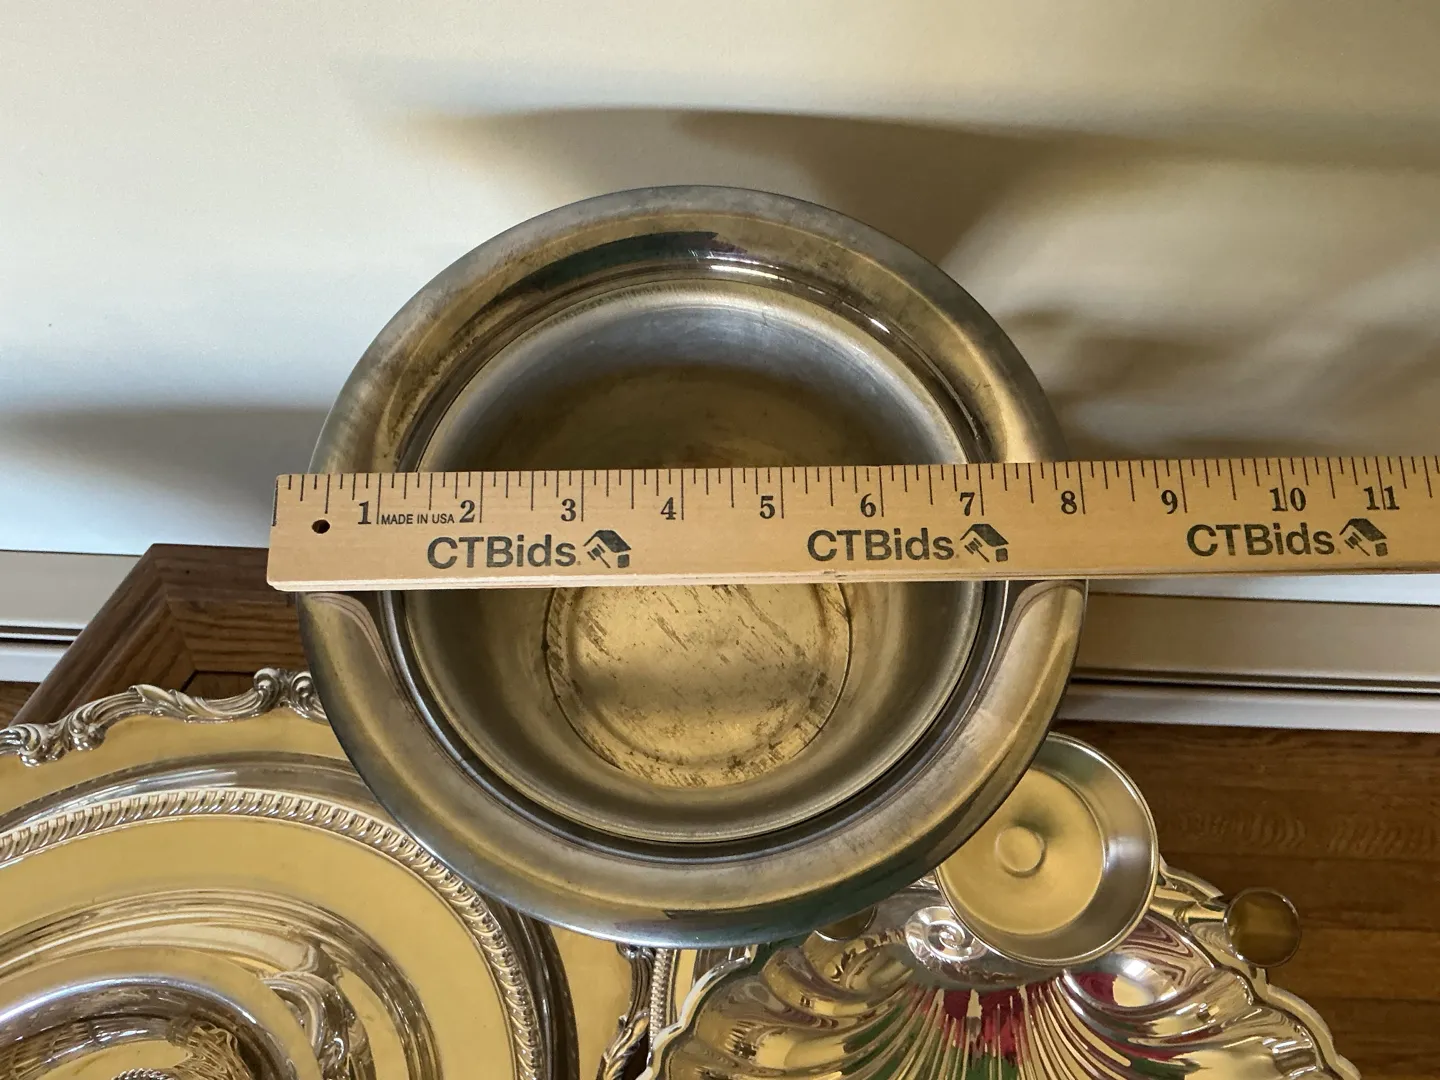 1 2 3 4 5 6 7 8 9 10 11
MADE IN USA
CTBids. CTBids. CTBids.